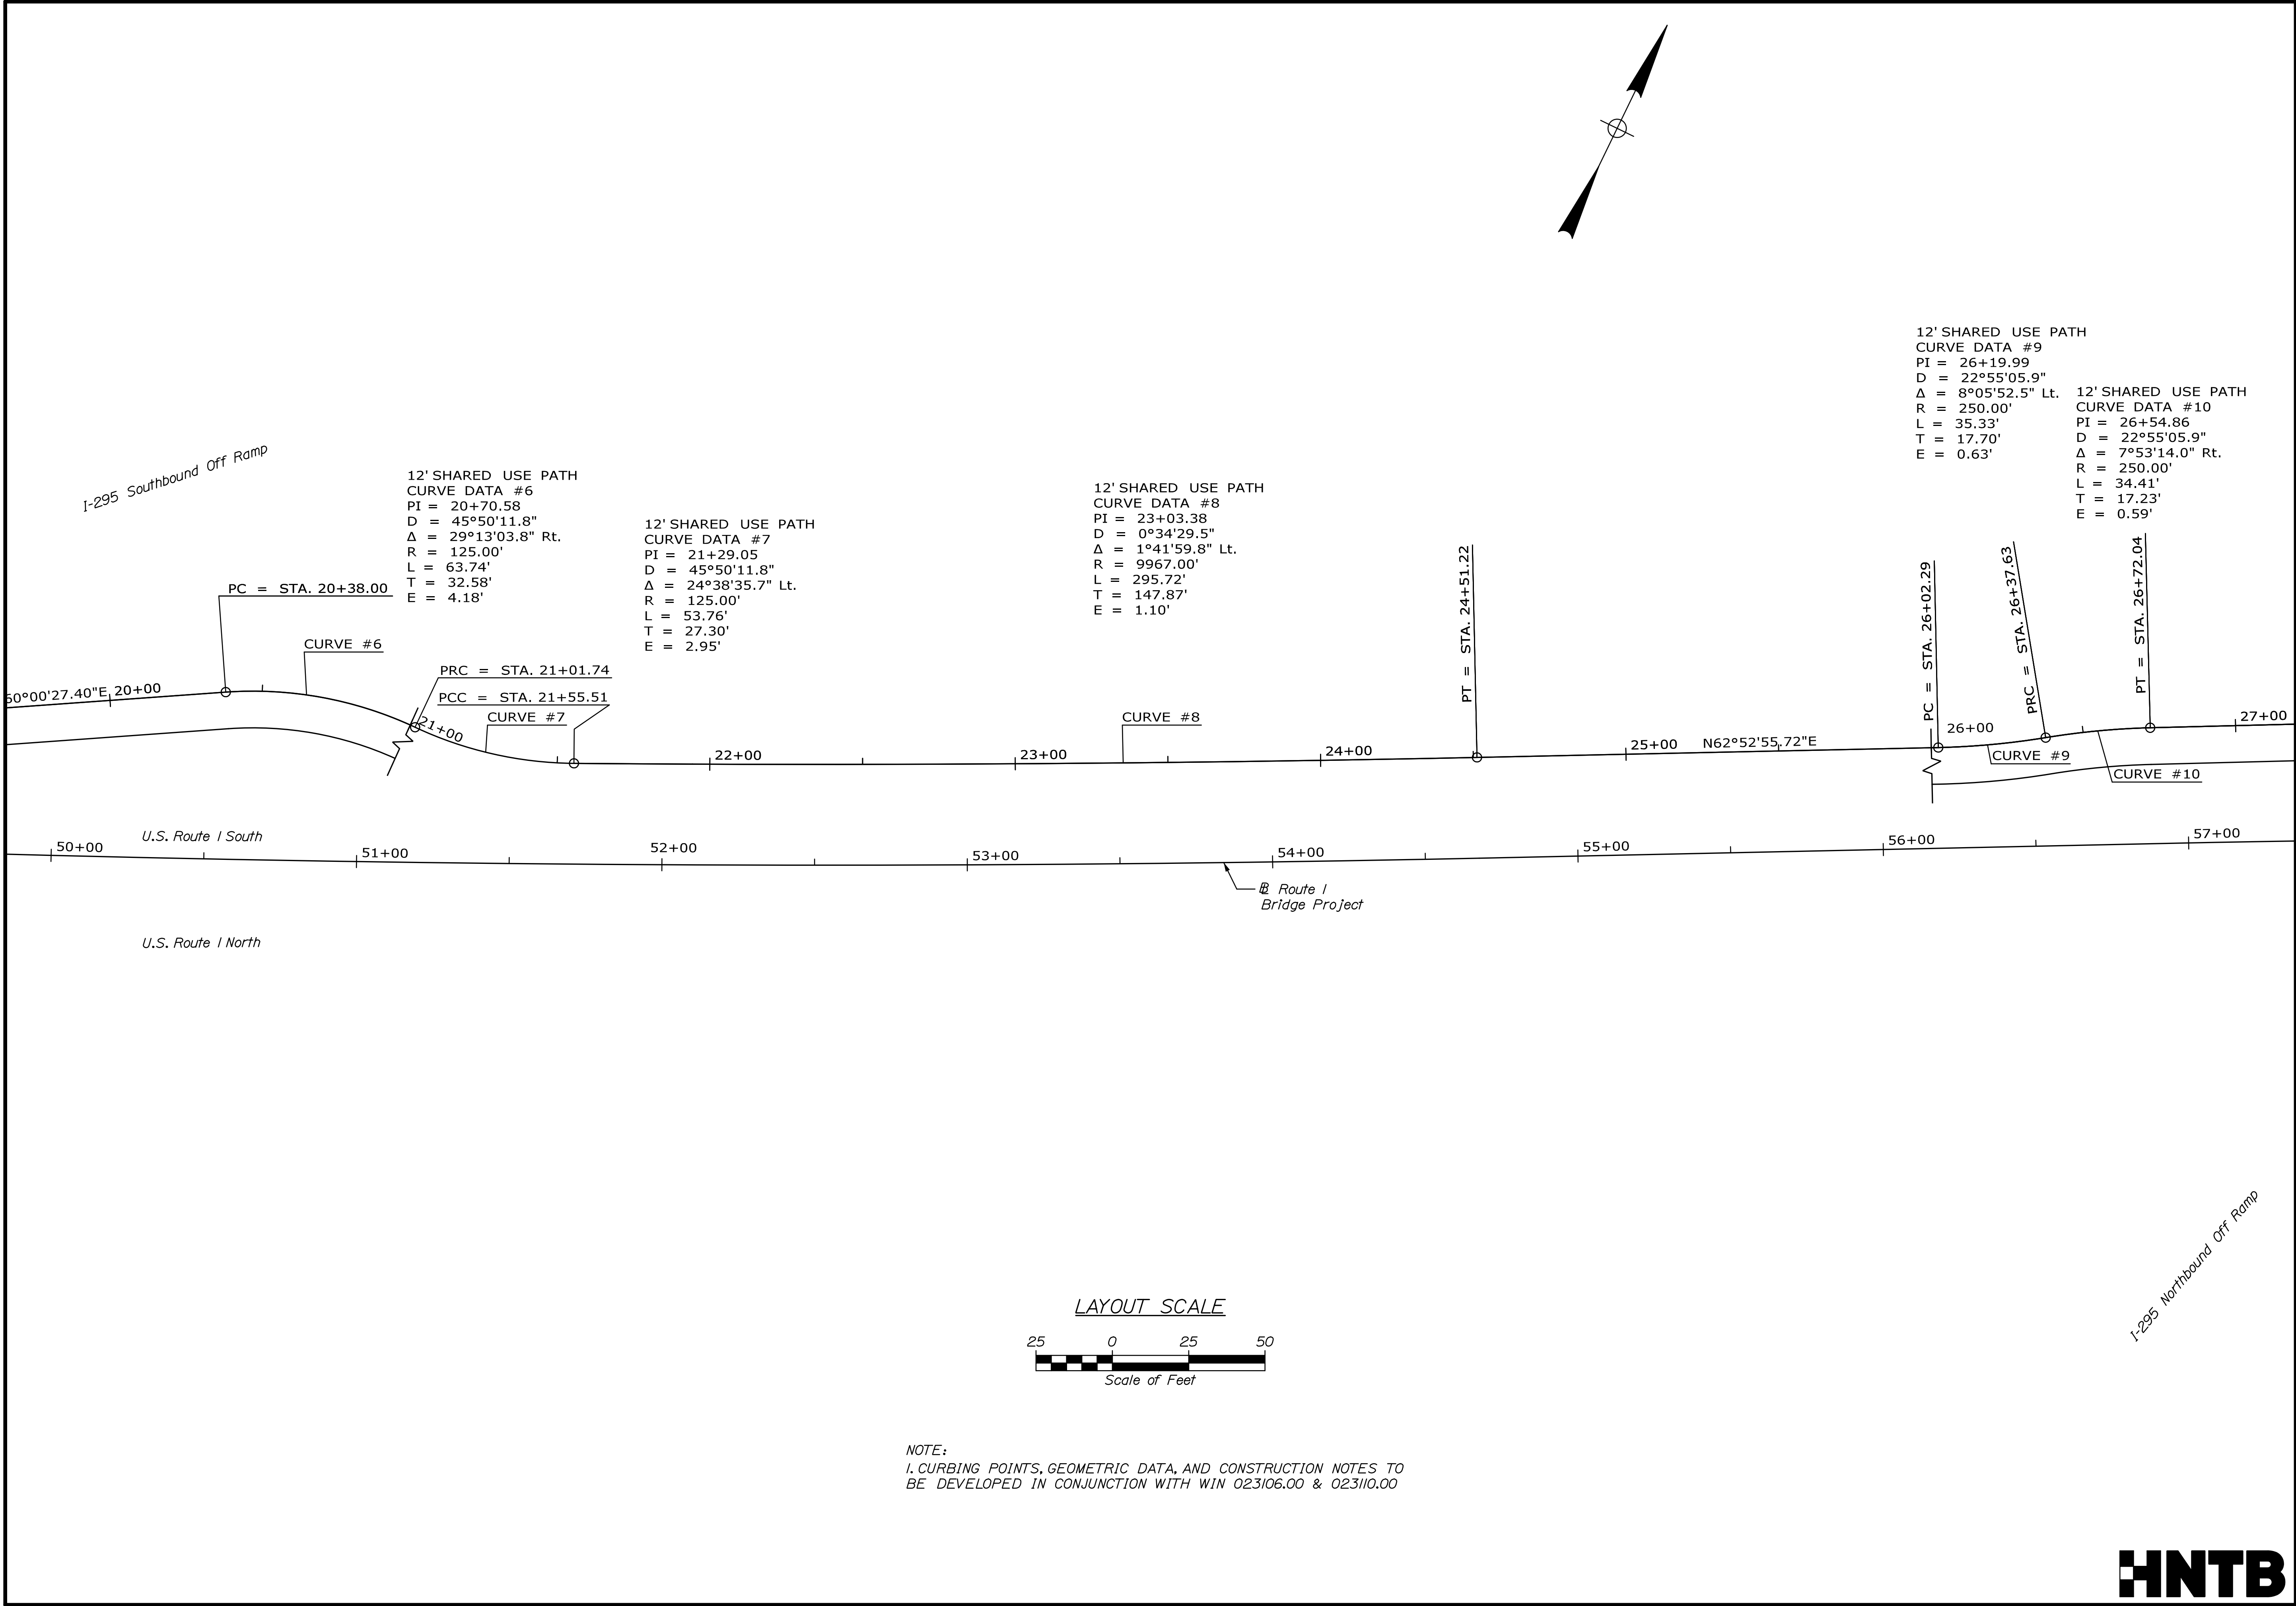 I-295 Southbound Off Ramp
12' SHARED USE PATH
CURVE DATA #6
PI = 20+70.58
D = 45°50'11.8"
Δ = 29°13'03.8" Rt.
R = 125.00'
L = 63.74'
T = 32.58'
E = 4.18'
12' SHARED USE PATH
CURVE DATA #7
PI = 21+29.05
D = 45°50'11.8"
Δ = 24°38'35.7" Lt.
R = 125.00'
L = 53.76'
T = 27.30'
E = 2.95'
12' SHARED USE PATH
CURVE DATA #8
PI = 23+03.38
D = 0°34'29.5"
Δ = 1°41'59.8" Lt.
R = 9967.00'
L = 295.72'
T = 147.87'
E = 1.10'
12' SHARED USE PATH
CURVE DATA #9
PI = 26+19.99
D = 22°55'05.9"
Δ = 8°05'52.5" Lt.
R = 250.00'
L = 35.33'
T = 17.70'
E = 0.63'
12' SHARED USE PATH
CURVE DATA #10
PI = 26+54.86
D = 22°55'05.9"
Δ = 7°53'14.0" Rt.
R = 250.00'
L = 34.41'
T = 17.23'
E = 0.59'
PC = STA. 20+38.00
CURVE #6
PRC = STA. 21+01.74
PCC = STA. 21+55.51
CURVE #7
CURVE #8
PT = STA. 24+51.22
PC = STA. 26+02.29
PRC = STA. 26+37.63
PT = STA. 26+72.04
60°00'27.40"E
20+00
21+00
22+00
23+00
24+00
25+00
N62°52'55.72"E
26+00
27+00
CURVE #9
CURVE #10
U.S. Route 1 South
50+00
51+00
52+00
53+00
54+00
55+00
56+00
57+00
Route 1
Bridge Project
U.S. Route 1 North
I-295 Northbound Off Ramp
LAYOUT SCALE
25 0 25 50
Scale of Feet
NOTE:
1. CURBING POINTS, GEOMETRIC DATA, AND CONSTRUCTION NOTES TO
BE DEVELOPED IN CONJUNCTION WITH WIN 023106.00 & 023110.00
HNTB